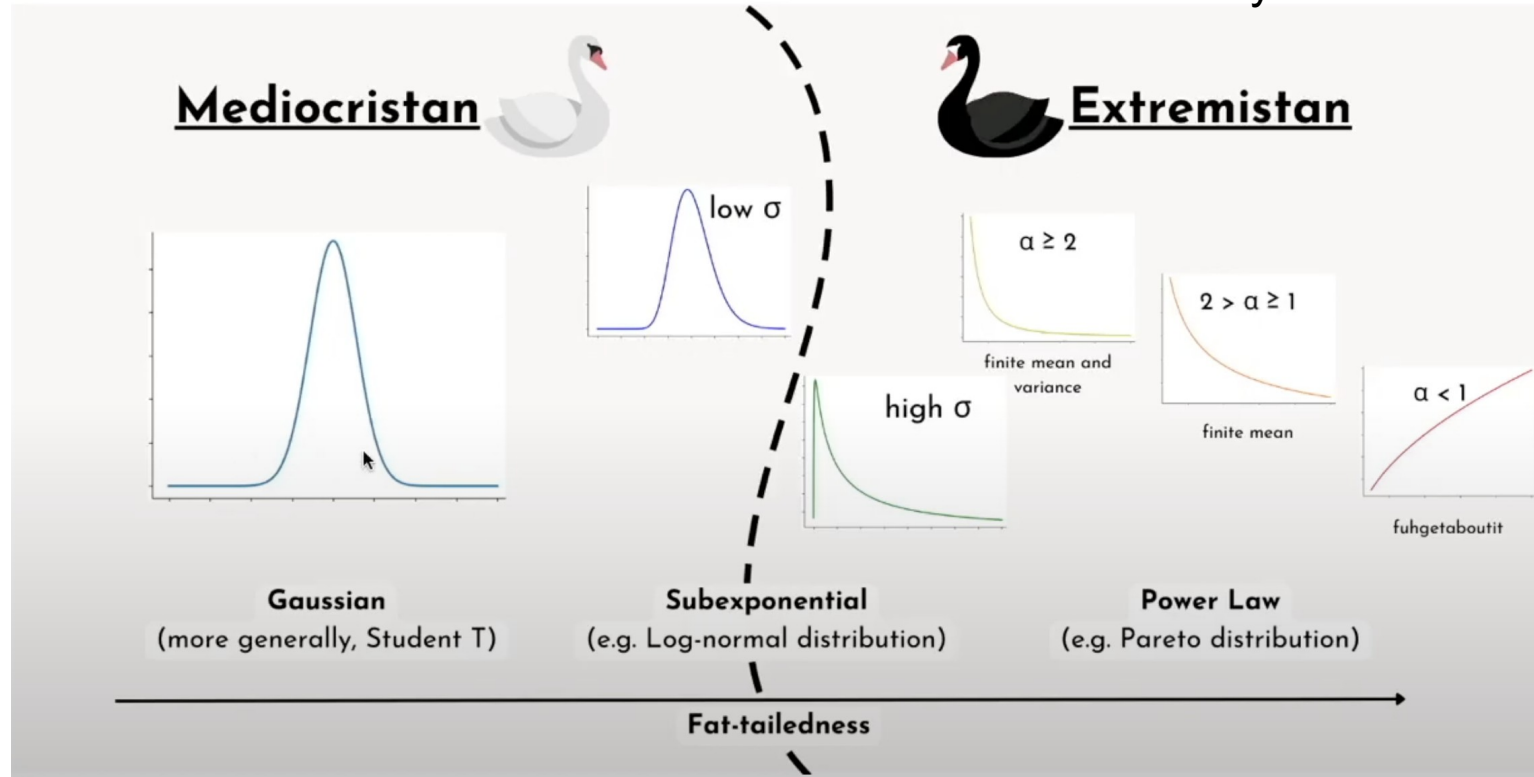 Mediocristan
Extremistan
low σ
high σ
α ≥ 2
finite mean and
variance
2 > α ≥ 1
finite mean
α < 1
fuhgetaboutit
Gaussian
(more generally, Student T)
Subexponential
(e.g. Log-normal distribution)
Power Law
(e.g. Pareto distribution)
Fat-tailedness